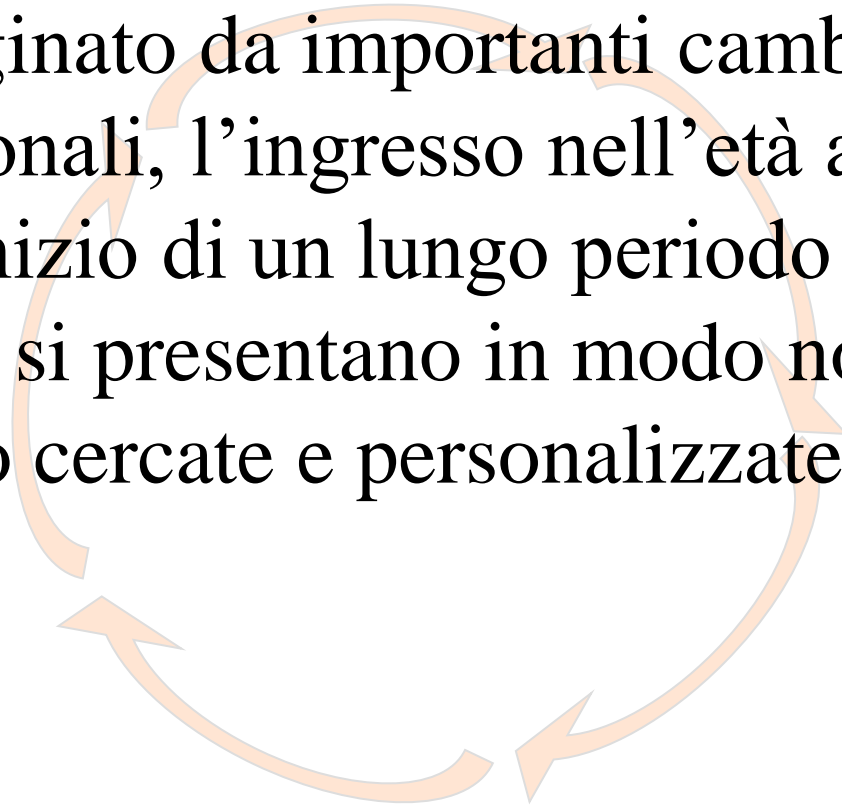 ginato da importanti camb
onali, l’ingresso nell’età a
nizio di un lungo periodo
si presentano in modo no
o cercate e personalizzate